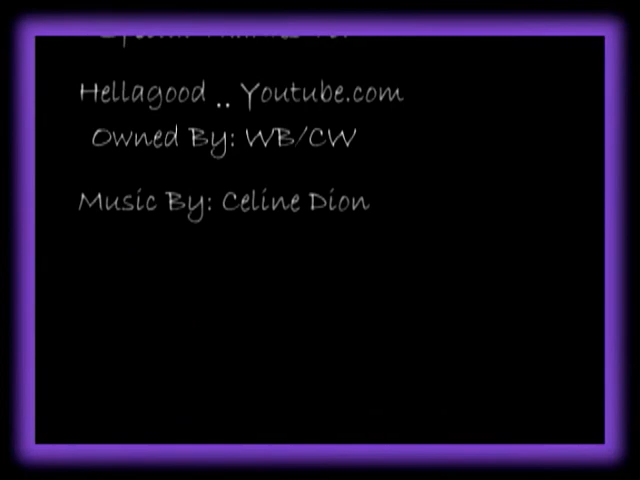 Hellagood .. Youtube.com
Owned By: WB/CW
Music By: Celine Dion